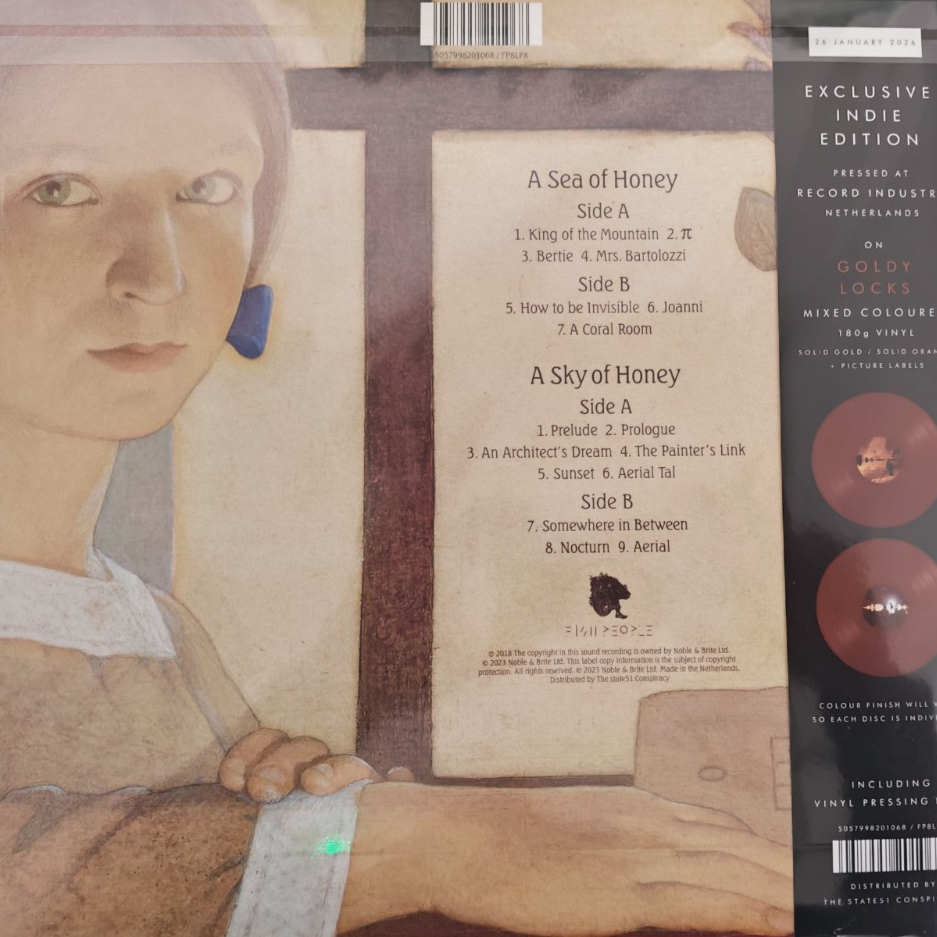 5057998201068 / FPBLPX
A Sea of Honey
Side A
1. King of the Mountain 2. π
3. Bertie 4. Mrs. Bartolozzi
Side B
5. How to be Invisible 6. Joanni
7. A Coral Room
A Sky of Honey
Side A
1. Prelude 2. Prologue
3. An Architect's Dream 4. The Painter's Link
5. Sunset 6. Aerial Tal
Side B
7. Somewhere in Between
8. Nocturn 9. Aerial
FISH PEOPLE
℗ 2018 The copyright in this sound recording is owned by Noble & Brite Ltd.
© 2023 Noble & Brite Ltd. This label copy information is the subject of copyright
protection. All rights reserved. © 2023 Noble & Brite Ltd. Made in the Netherlands.
Distributed by The state51 Conspiracy
26 JANUARY 2026
EXCLUSIVE
INDIE
EDITION
PRESSED AT
RECORD INDUSTR
NETHERLANDS
ON
GOLDY
LOCKS
MIXED COLOURE
180g VINYL
SOLID GOLD / SOLID ORAN
+ PICTURE LABELS
COLOUR FINISH WILL
SO EACH DISC IS INDIVI
INCLUDING
VINYL PRESSING
5057998201068 / FPBL
DISTRIBUTED BY
THE STATE51 CONSPI